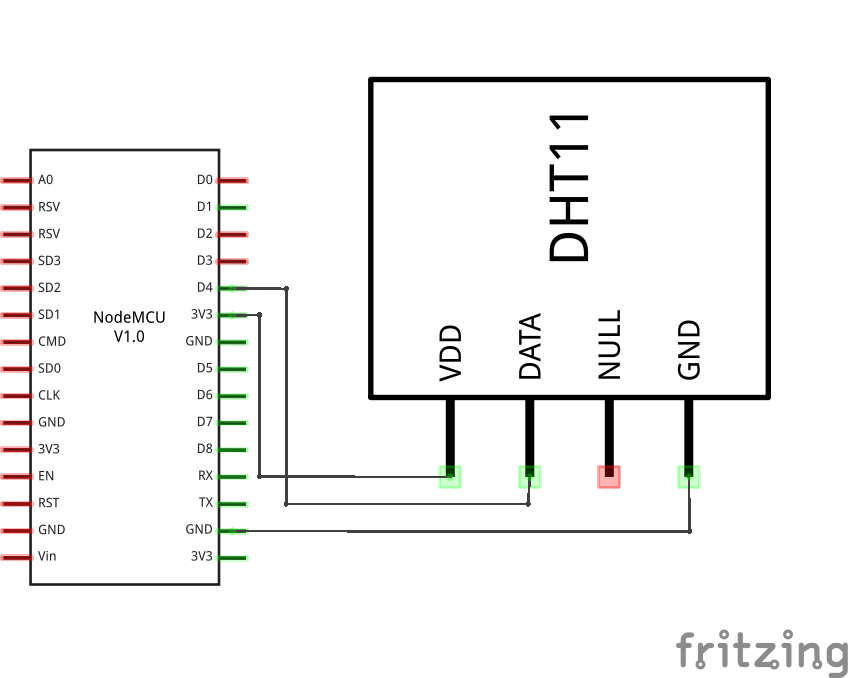 DHT11
VDD
DATA
NULL
GND
NodeMCU
V1.0
A0
RSV
RSV
SD3
SD2
SD1
CMD
SD0
CLK
GND
3V3
EN
RST
GND
Vin
D0
D1
D2
D3
D4
3V3
GND
D5
D6
D7
D8
RX
TX
GND
3V3
fritzing